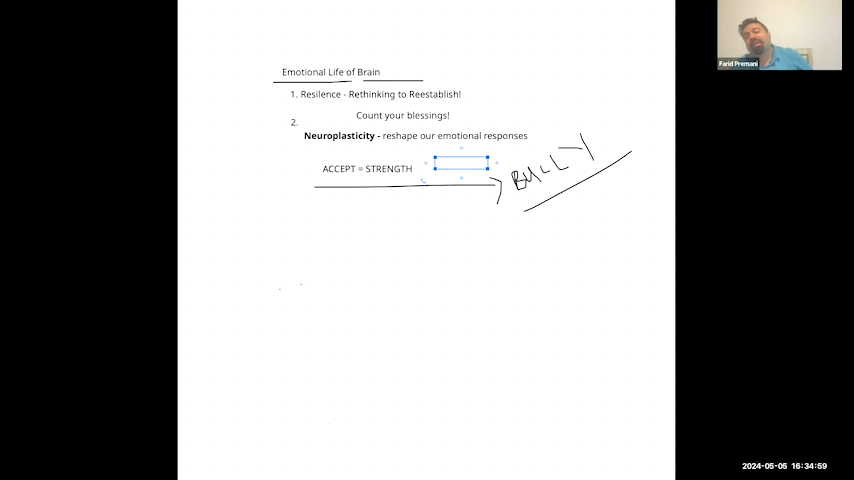 Farid Premani
Emotional Life of Brain
1. Resilence - Rethinking to Reestablish!
Count your blessings!
2.
Neuroplasticity - reshape our emotional responses
ACCEPT = STRENGTH
BULLY
2024-05-05 16:34:59